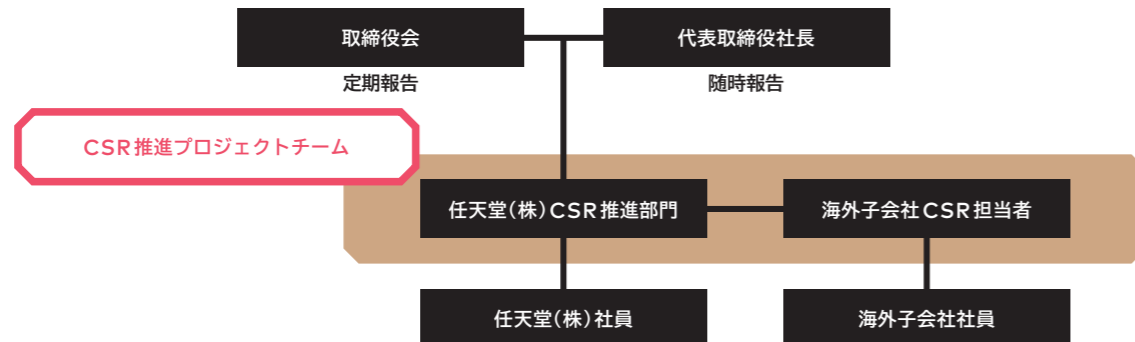 取締役会
代表取締役社長
定期報告
随時報告
CSR推進プロジェクトチーム
任天堂(株)CSR推進部門
海外子会社CSR担当者
任天堂(株)社員
海外子会社社員